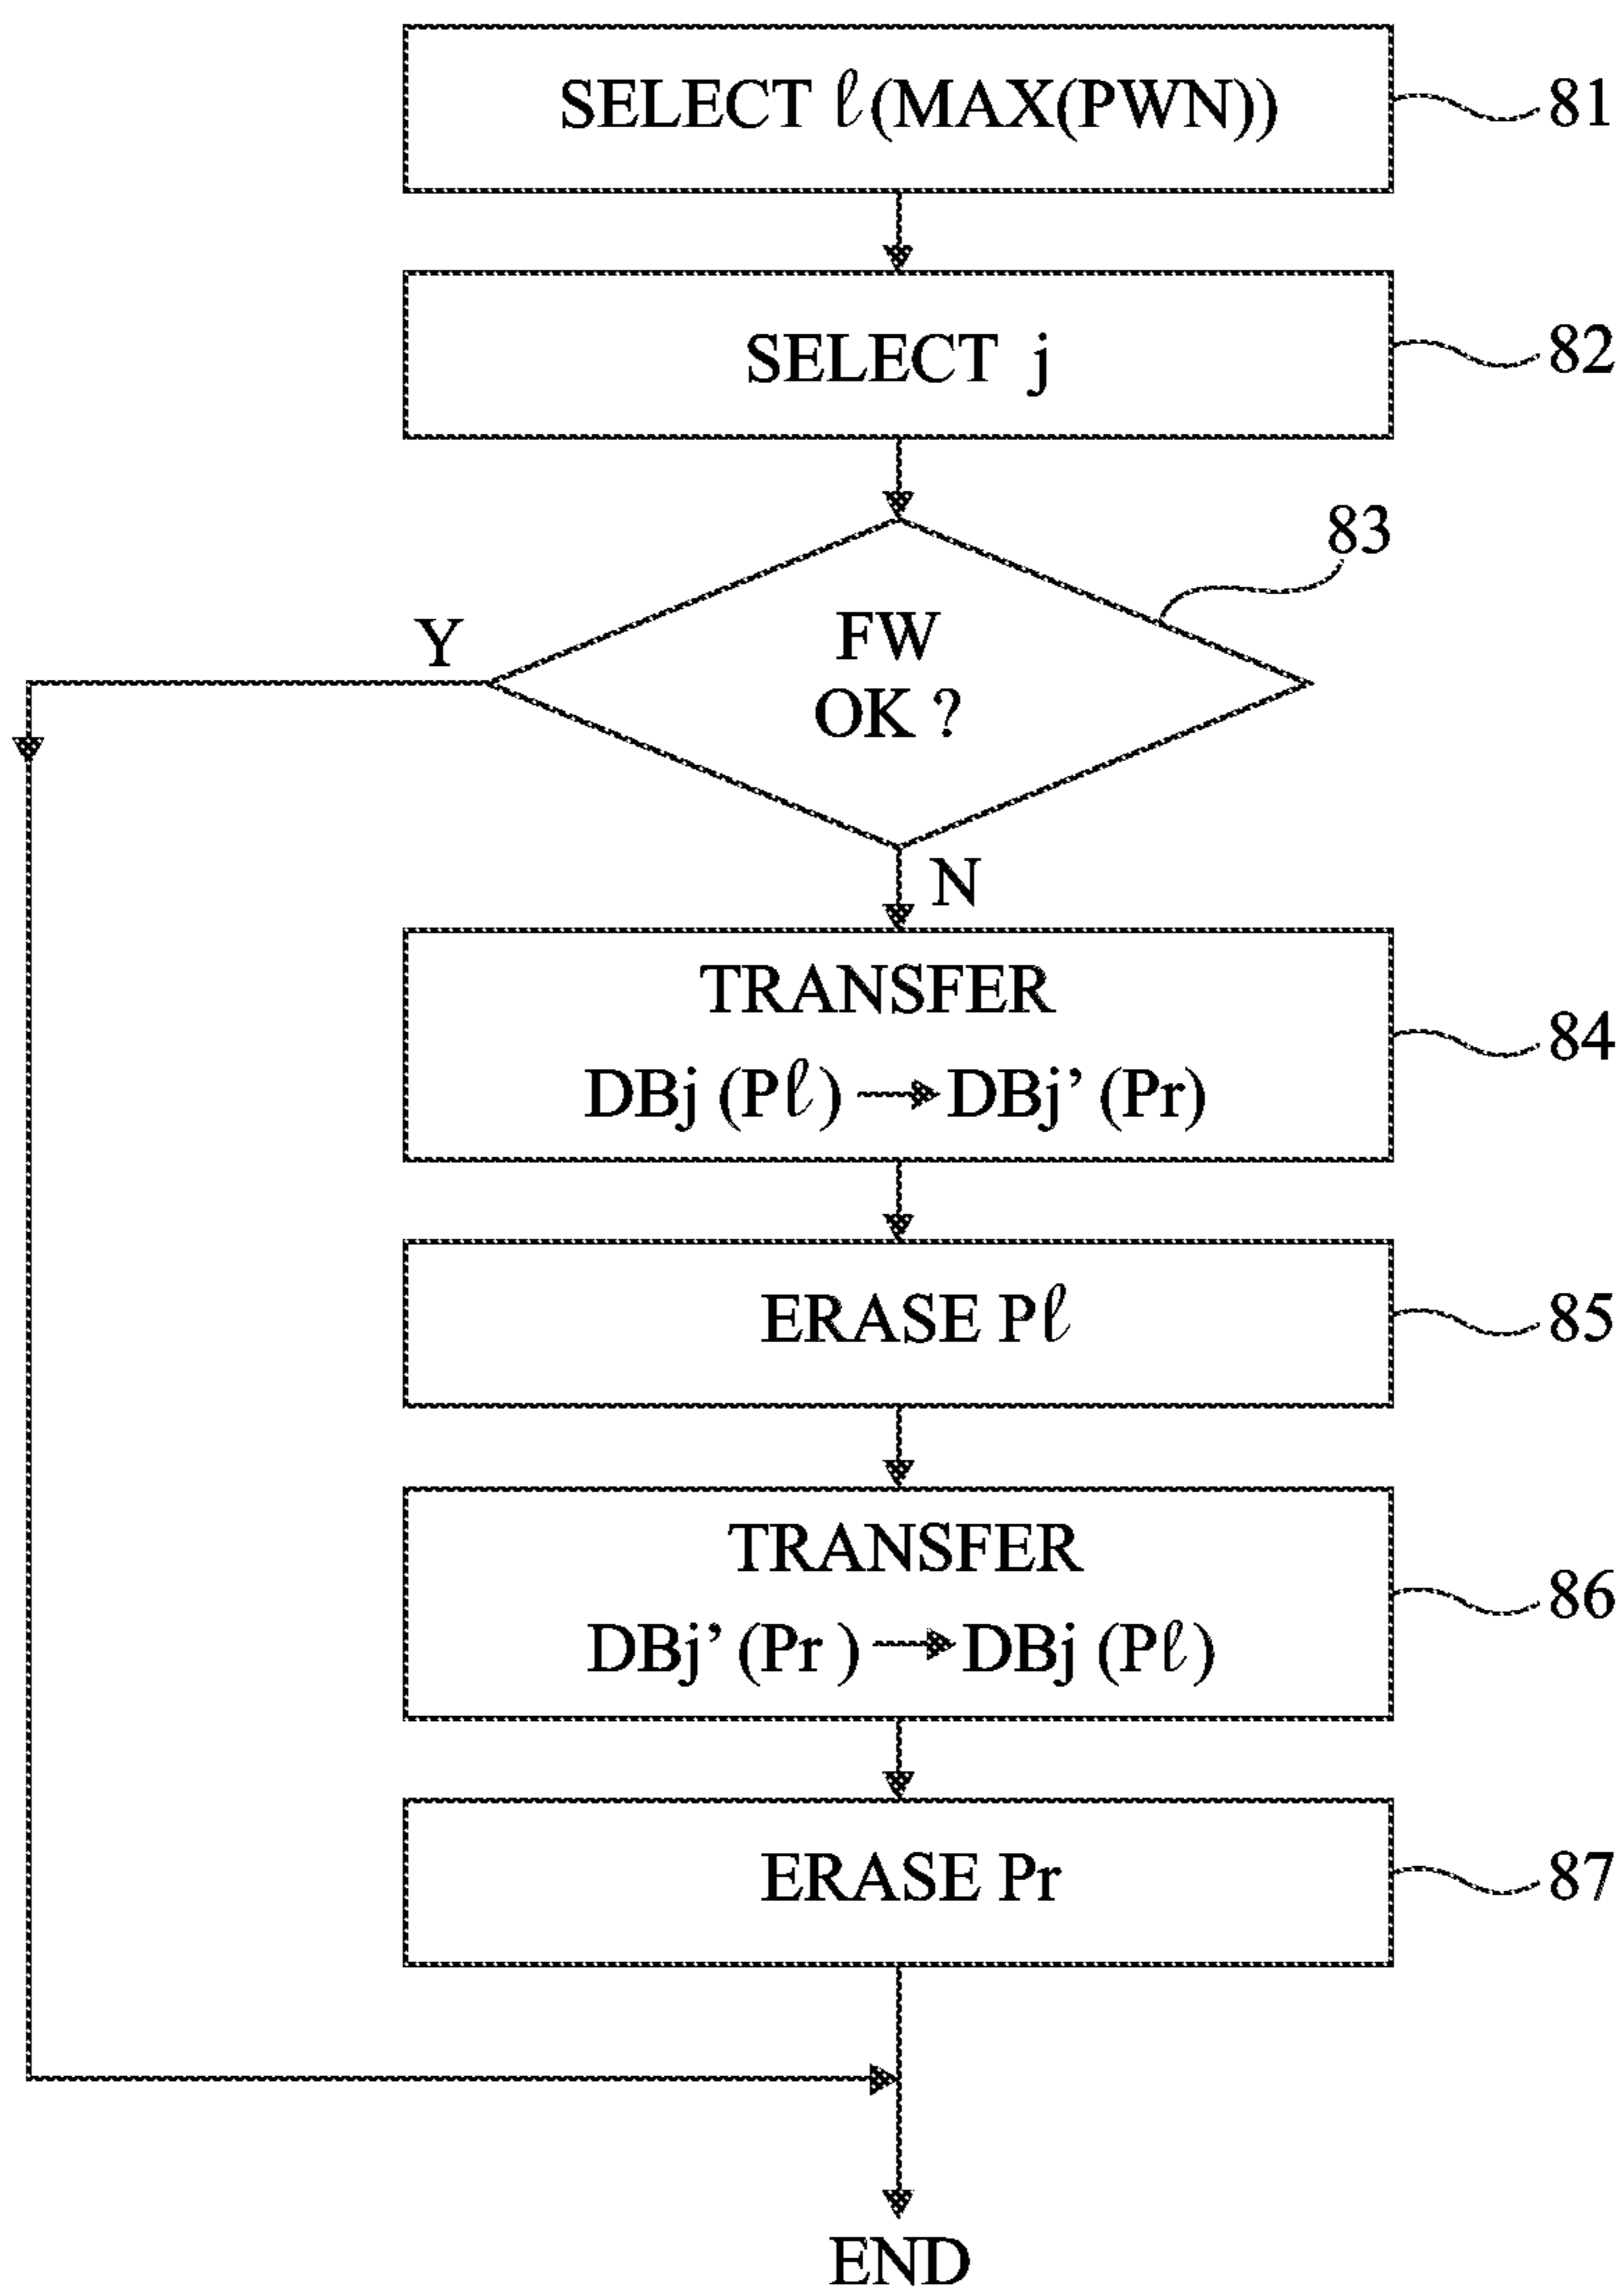 SELECT ℓ (MAX(PWN))
81
SELECT j
82
83
FW
OK ?
Y
N
TRANSFER
DBj (Pℓ) → DBj’ (Pr)
84
ERASE Pℓ
85
TRANSFER
DBj’ (Pr ) → DBj (Pℓ)
86
ERASE Pr
87
END